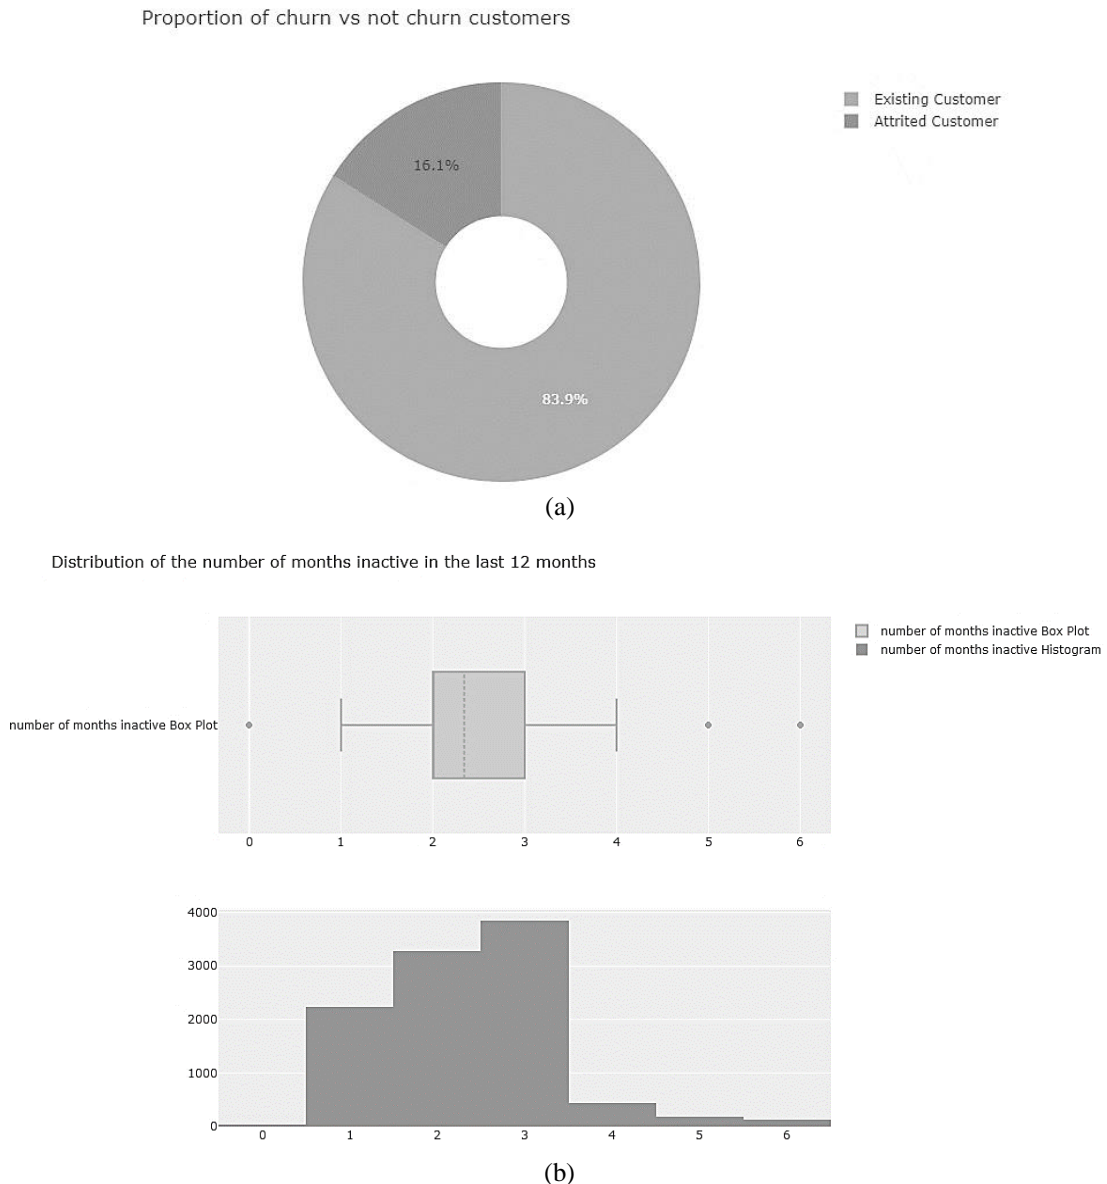 Proportion of churn vs not churn customers
Existing Customer
Attrited Customer
16.1%
83.9%
(a)
Distribution of the number of months inactive in the last 12 months
number of months inactive Box Plot
number of months inactive Histogram
number of months inactive Box Plot
0 1 2 3 4 5 6
4000
3000
2000
1000
0
0 1 2 3 4 5 6
(b)